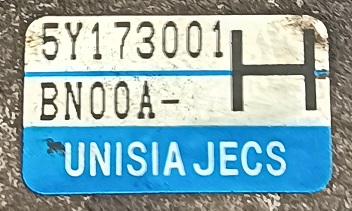 5Y173001
H
BN00A-
UNISIA JECS